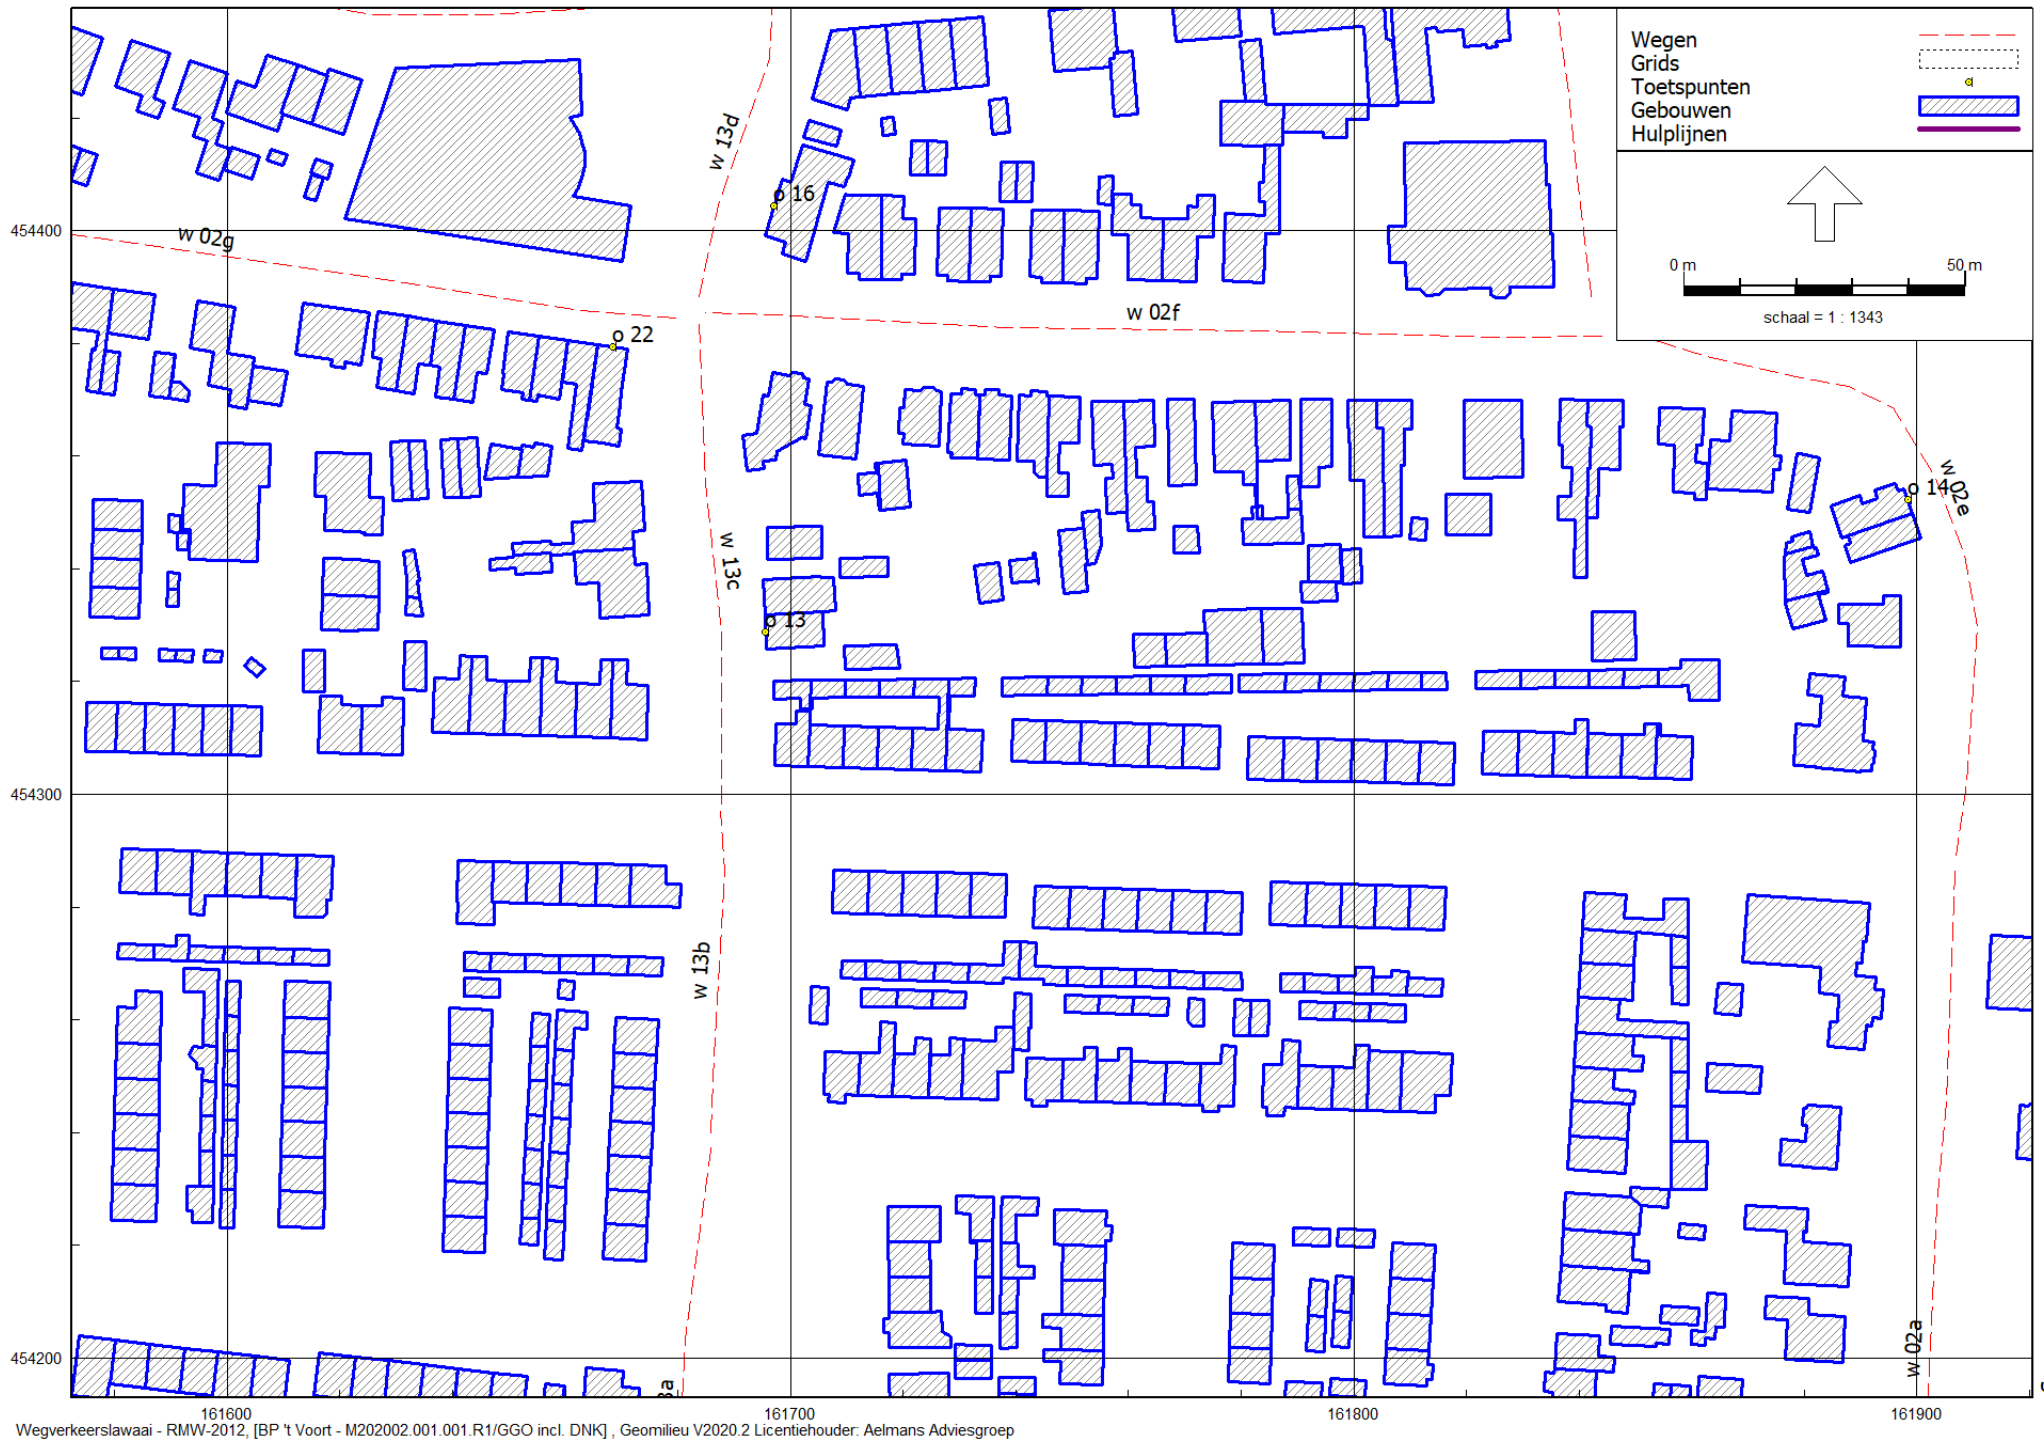 Wegen
Grids
Toetspunten
Gebouwen
Hulplijnen
0 m 50 m
schaal = 1 : 1343
w 13d
o 16
454400
w 02g
w 02f
o 22
w 02e
o 14
w 13c
o 13
454300
w 13b
w 02a
454200
3a
161600 161700 161800 161900
Wegverkeerslawaai - RMW-2012, [BP 't Voort - M202002.001.001.R1/GGO incl. DNK] , Geomilieu V2020.2 Licentiehouder: Aelmans Adviesgroep